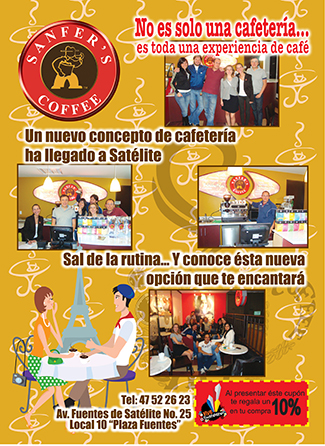 SANFER'S
COFFEE
No es solo una cafetería...
es toda una experiencia de café
Un nuevo concepto de cafetería
ha llegado a Satélite
Sal de la rutina... Y conoce ésta nueva
opción que te encantará
Tel: 47 52 26 23
Av. Fuentes de Satélite No. 25
Local 10 "Plaza Fuentes"
Al presentar éste cupón
te regala un
en tu compra 10%